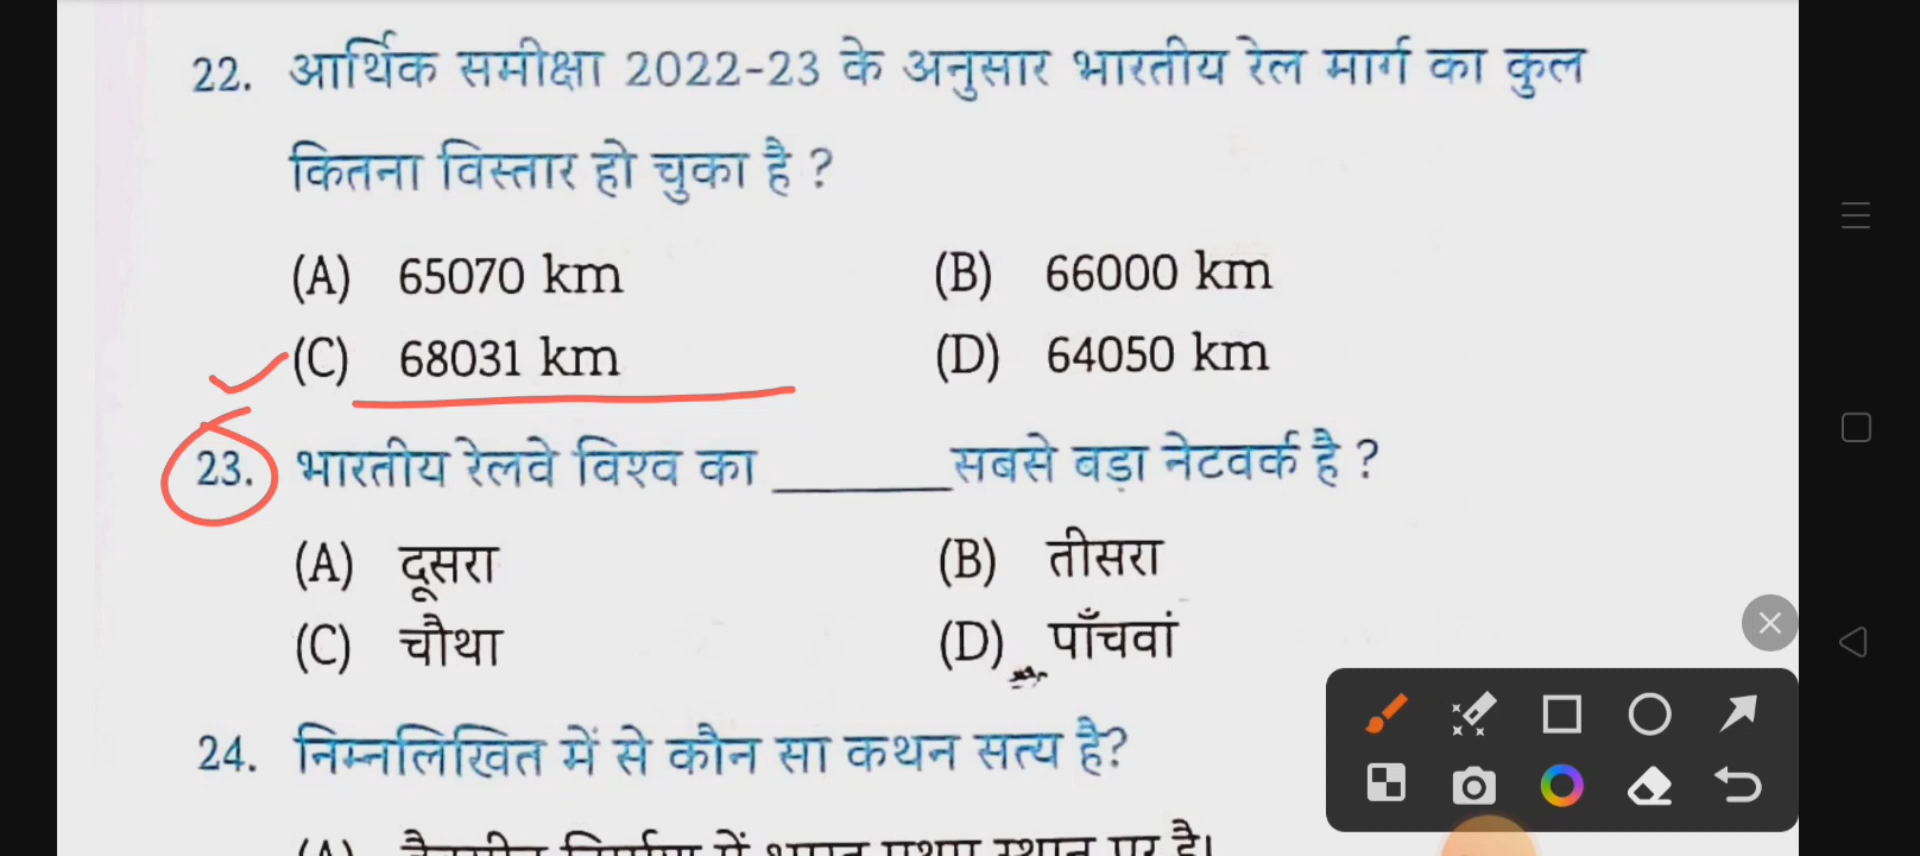 22. आर्थिक समीक्षा 2022-23 के अनुसार भारतीय रेल मार्ग का कुल
कितना विस्तार हो चुका है ?
(A) 65070 km (B) 66000 km
(C) 68031 km (D) 64050 km
23. भारतीय रेलवे विश्व का ______ सबसे बड़ा नेटवर्क है ?
(A) दूसरा (B) तीसरा
(C) चौथा (D) पाँचवां
24. निम्नलिखित में से कौन सा कथन सत्य है?